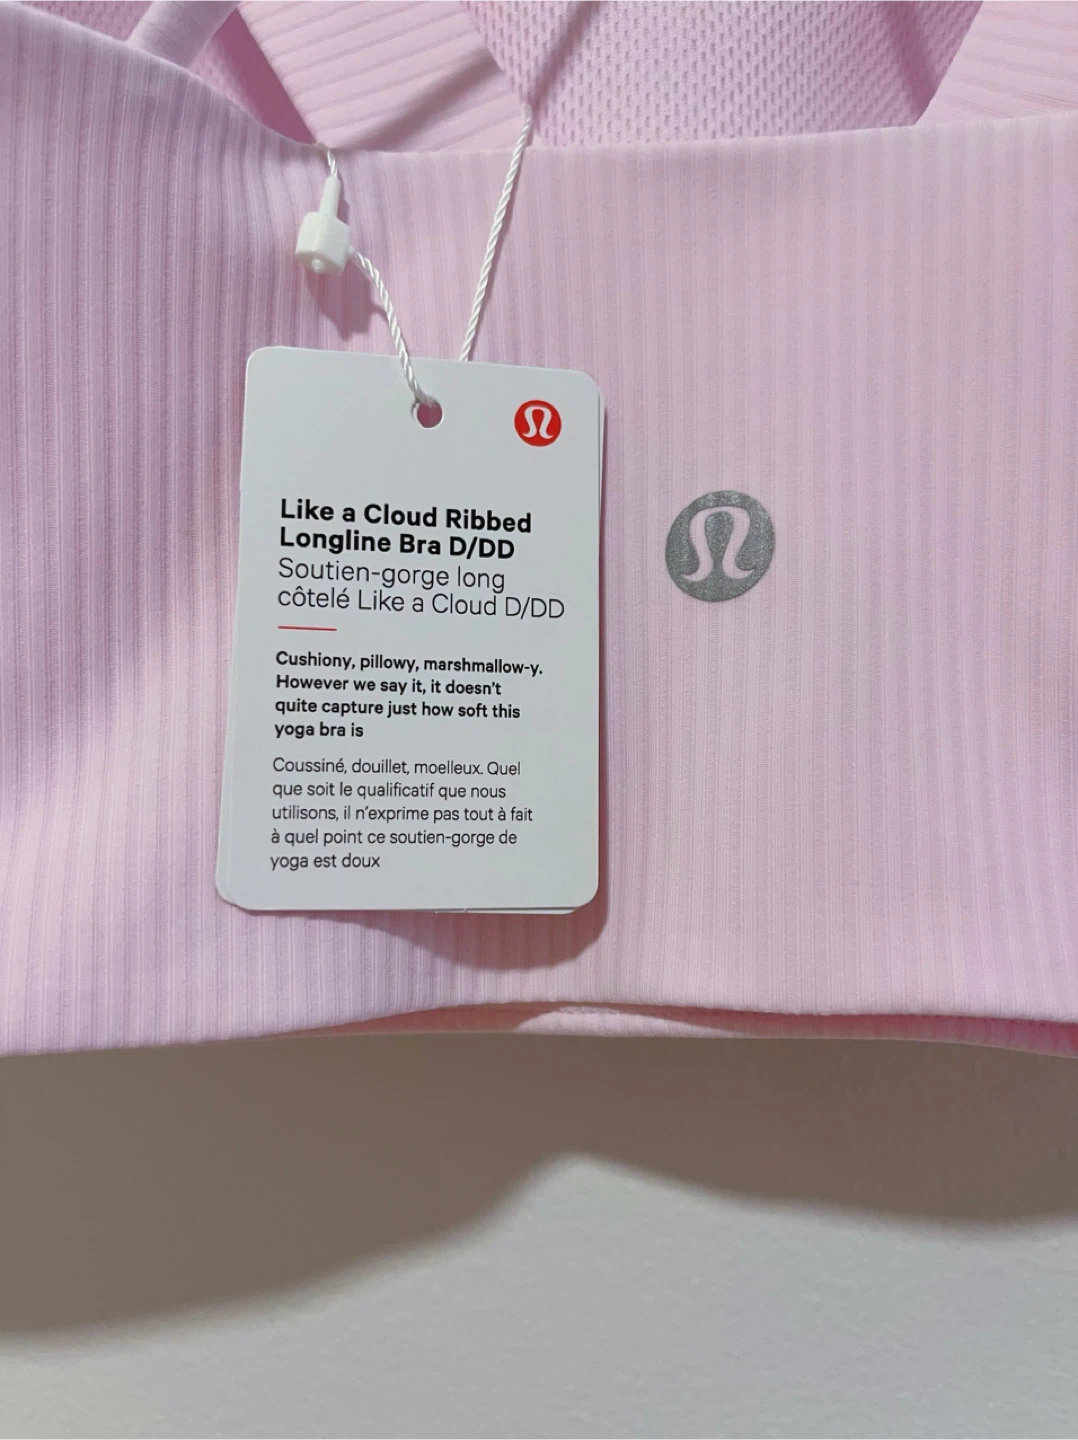 Like a Cloud Ribbed
Longline Bra D/DD
Soutien-gorge long
côtelé Like a Cloud D/DD
Cushiony, pillowy, marshmallow-y.
However we say it, it doesn't
quite capture just how soft this
yoga bra is
Coussiné, douillet, moelleux. Quel
que soit le qualificatif que nous
utilisons, il n'exprime pas tout à fait
à quel point ce soutien-gorge de
yoga est doux